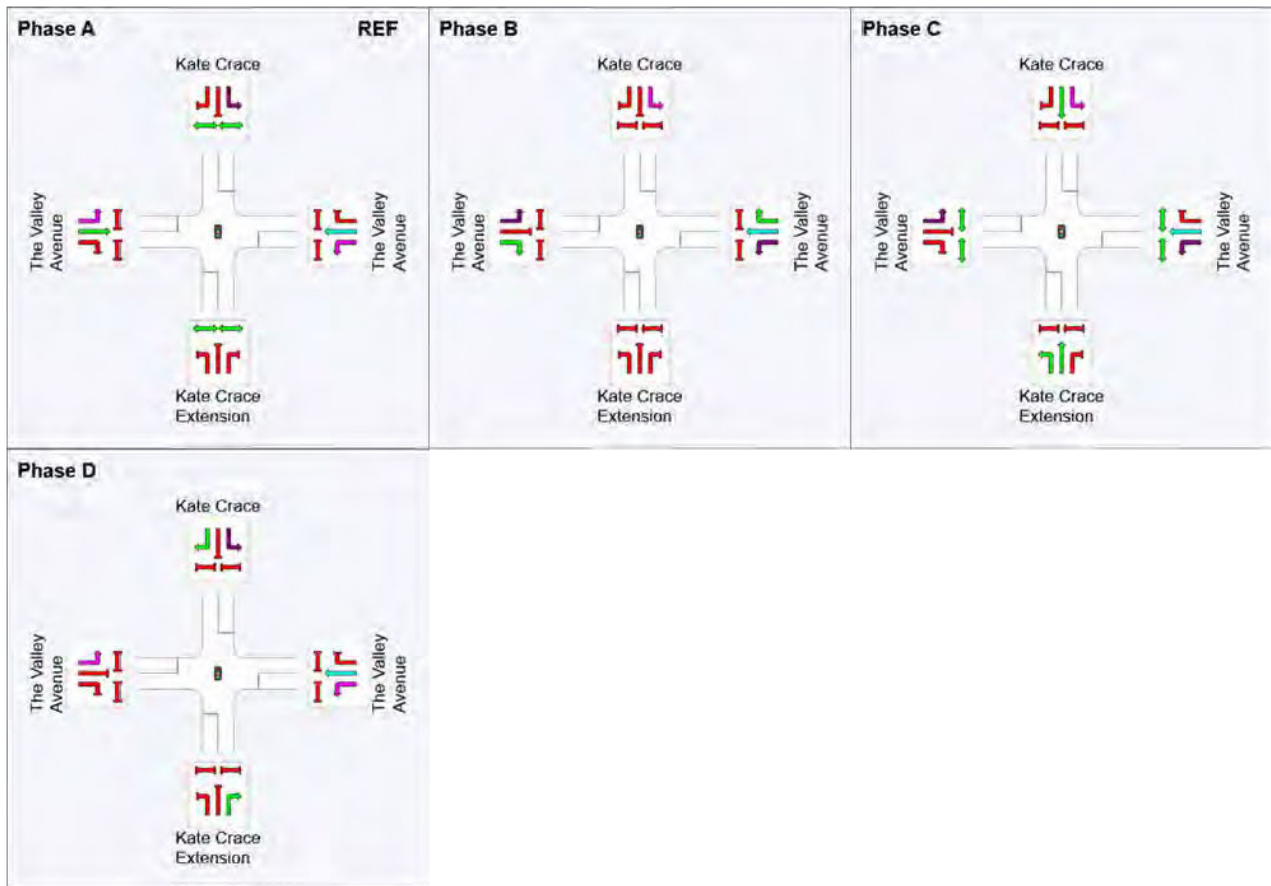 Phase A
REF
Kate Crace
The Valley
Avenue
The Valley
Avenue
Kate Crace
Extension
Phase B
Kate Crace
The Valley
Avenue
The Valley
Avenue
Kate Crace
Extension
Phase C
Kate Crace
The Valley
Avenue
The Valley
Avenue
Kate Crace
Extension
Phase D
Kate Crace
The Valley
Avenue
The Valley
Avenue
Kate Crace
Extension